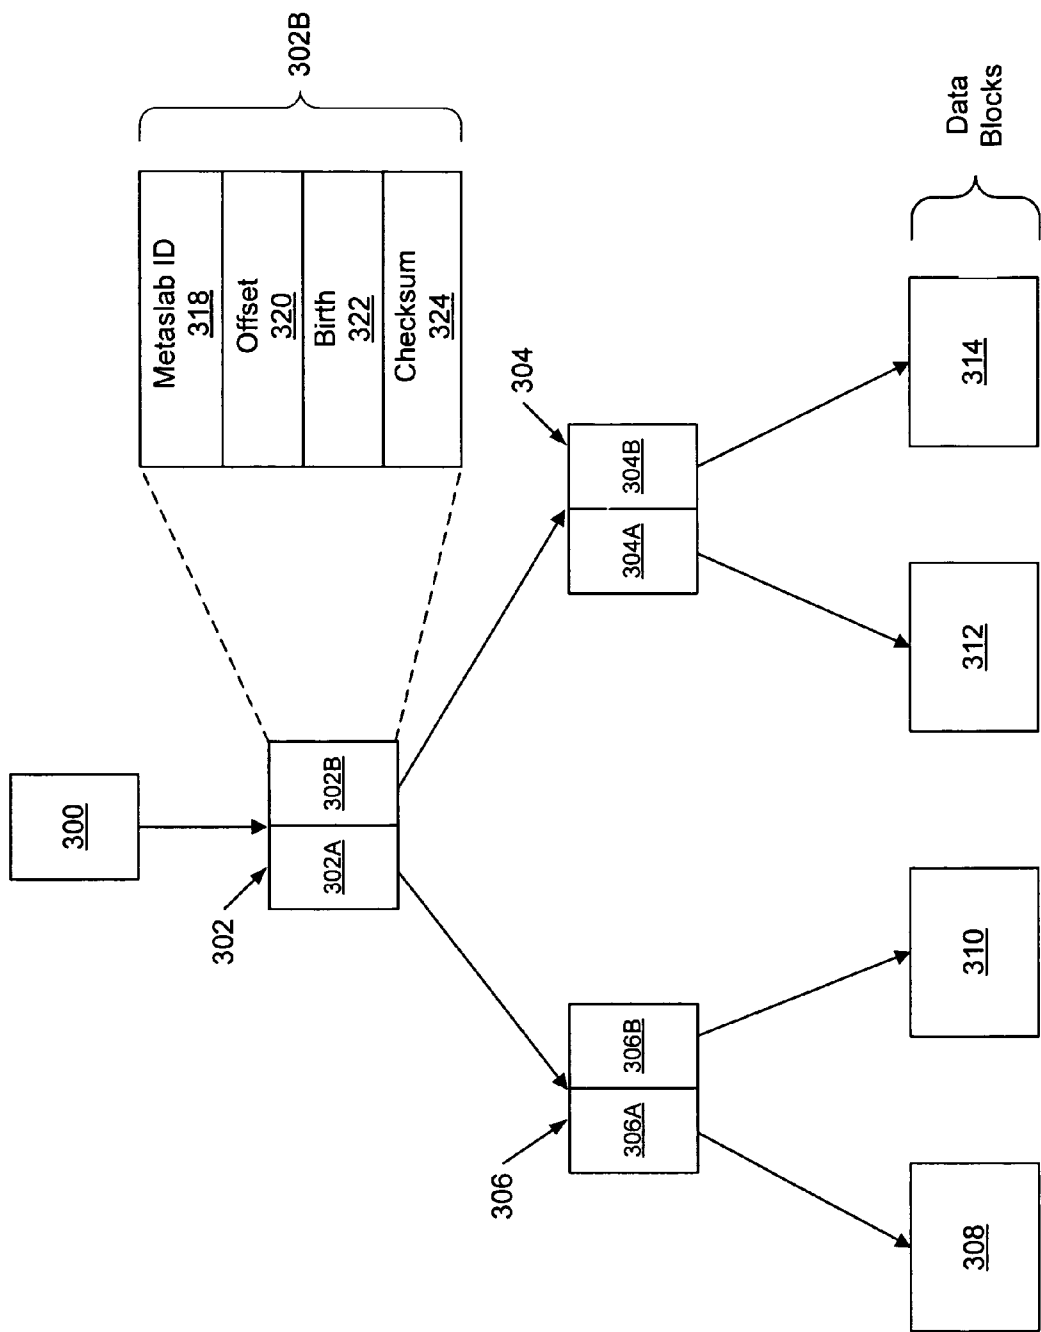 300
302
302A
302B
Metaslab ID
318
Offset
320
Birth
322
Checksum
324
302B
306
306A
306B
304
304A
304B
308
310
312
314
Data
Blocks